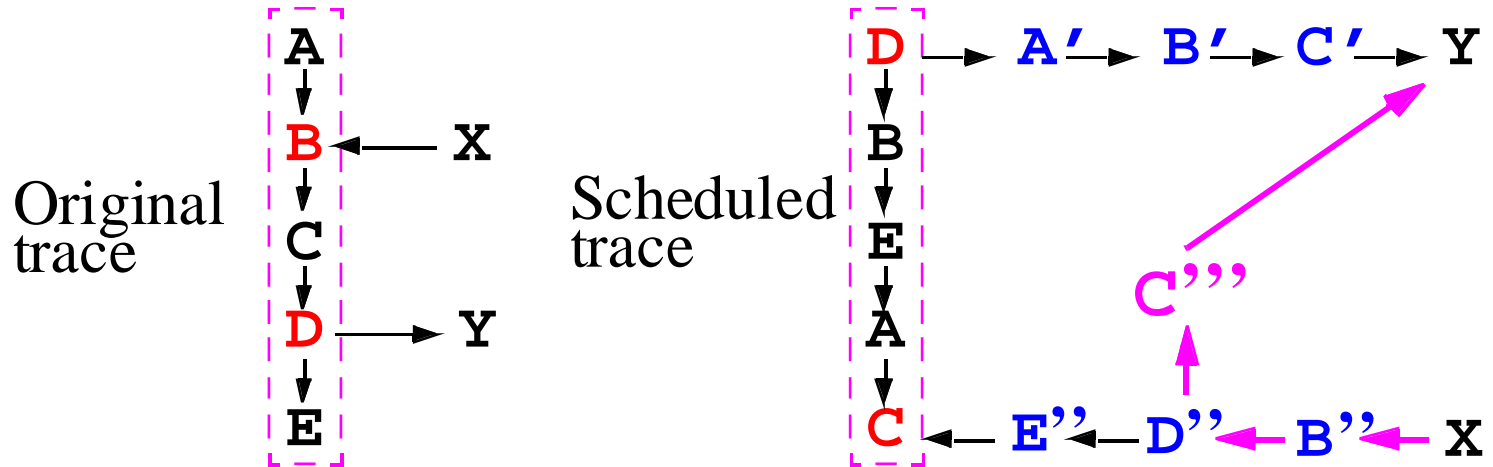 A
B
X
Original
trace
C
D
Y
E
D
A′
B′
C′
Y
B
Scheduled
trace
E
C’’’
A
C
E’’
D’’
B’’
X